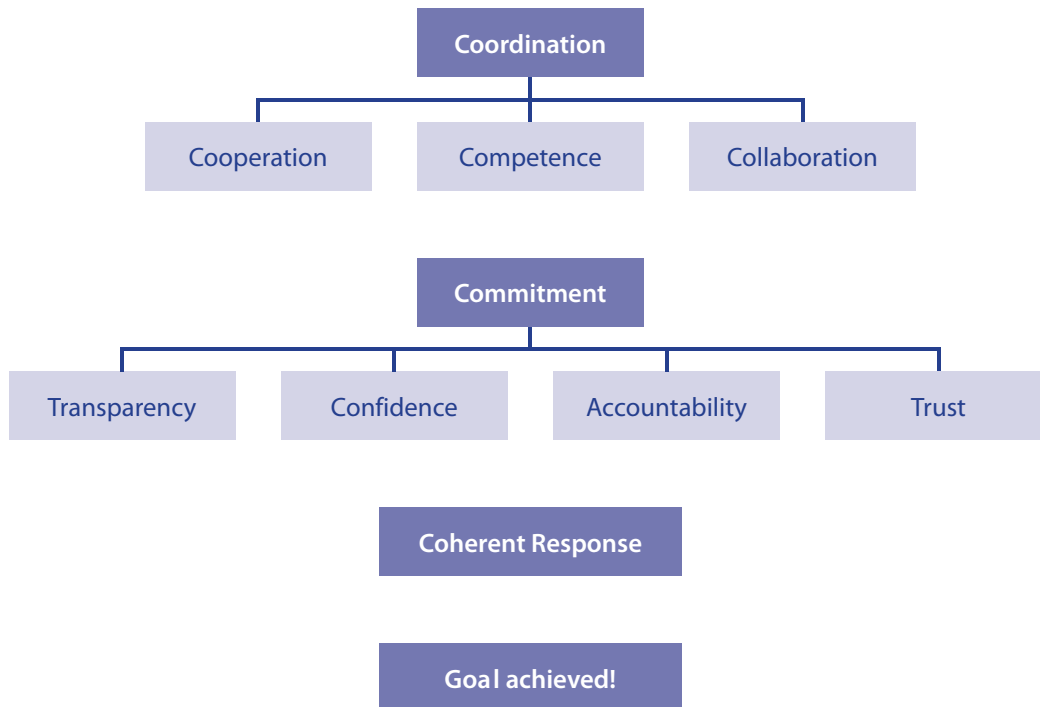 Coordination
Cooperation
Competence
Collaboration
Commitment
Transparency
Confidence
Accountability
Trust
Coherent Response
Goal achieved!